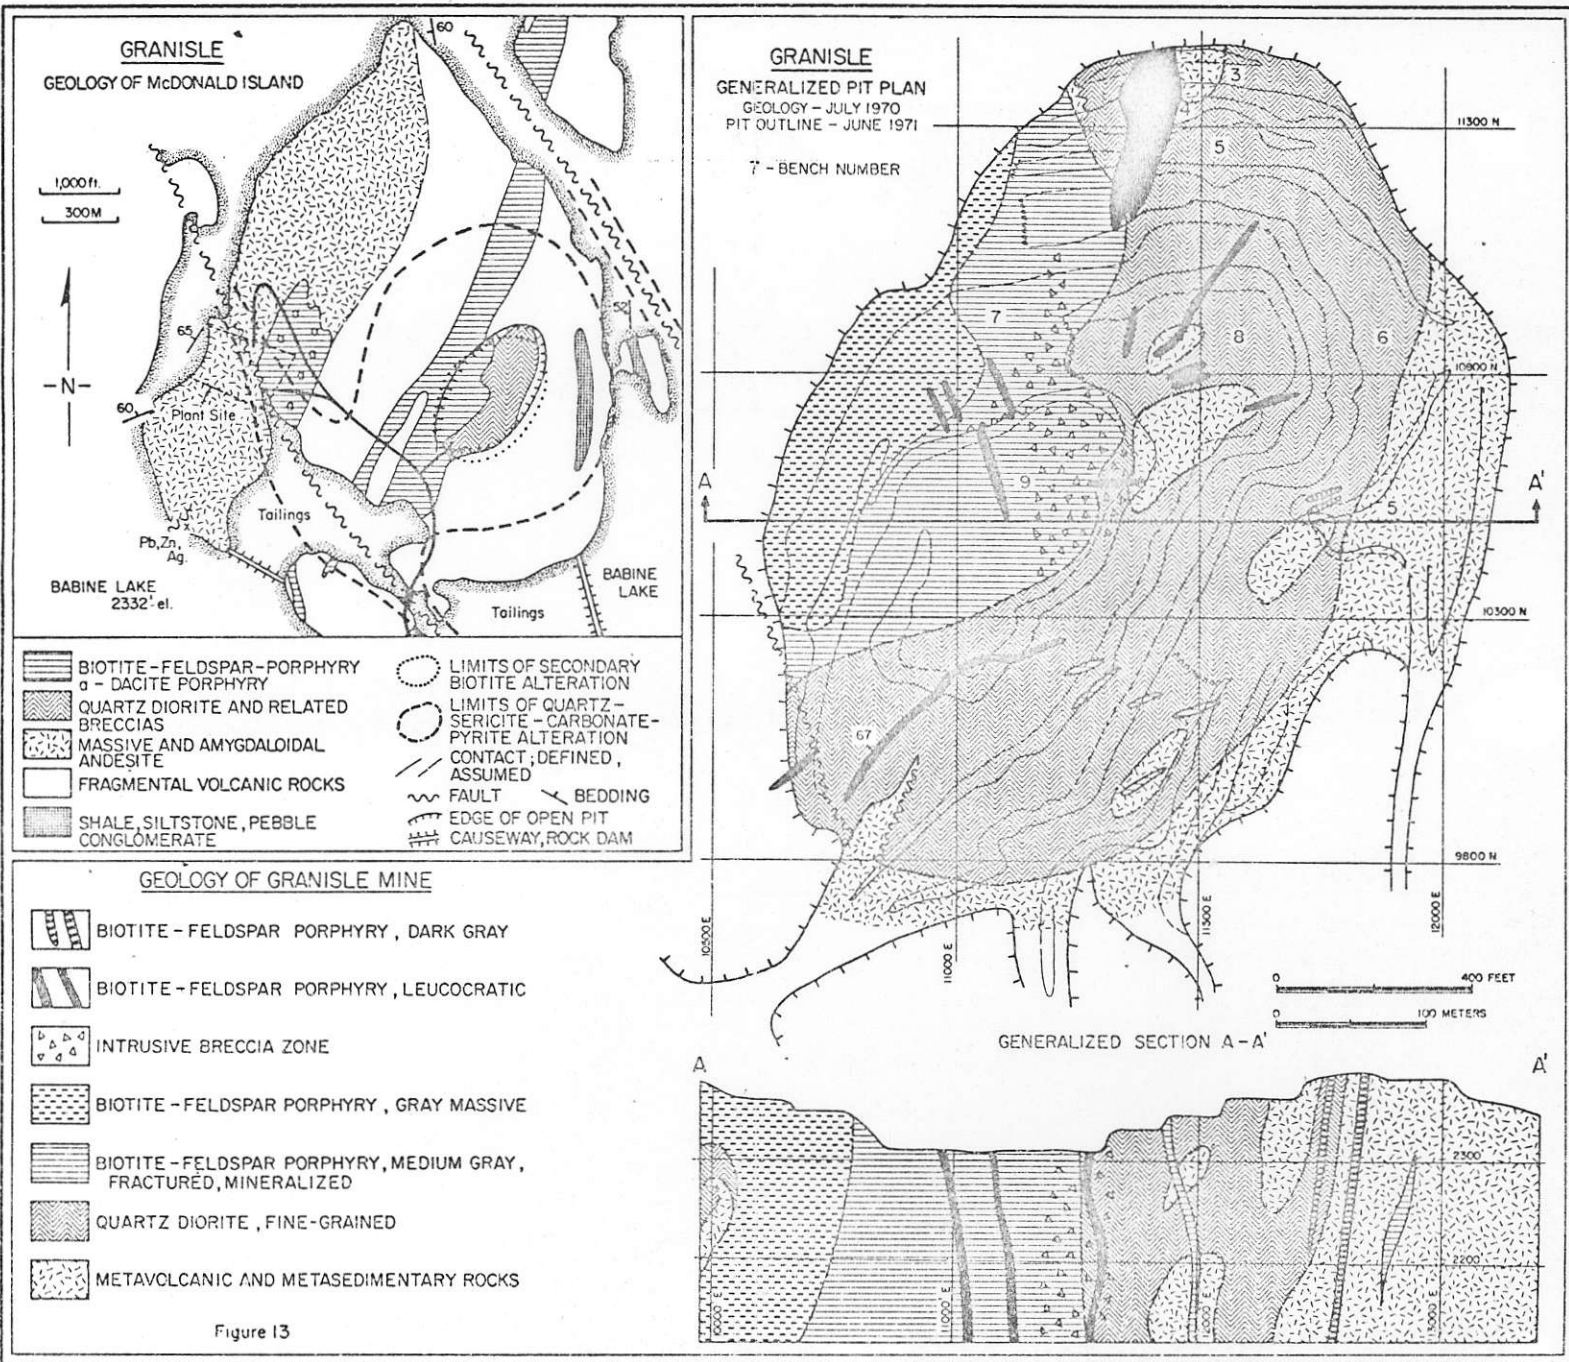 GRANISLE
GEOLOGY OF McDONALD ISLAND
1,000 ft.
300 M
-N-
60
65
60
52
Plant Site
a
a
a
Tailings
Pb, Zn,
Ag.
BABINE LAKE
2332' el.
BABINE
LAKE
Tailings
BIOTITE-FELDSPAR-PORPHYRY
a - DACITE PORPHYRY
QUARTZ DIORITE AND RELATED
BRECCIAS
MASSIVE AND AMYGDALOIDAL
ANDESITE
FRAGMENTAL VOLCANIC ROCKS
SHALE, SILTSTONE, PEBBLE
CONGLOMERATE
LIMITS OF SECONDARY
BIOTITE ALTERATION
LIMITS OF QUARTZ-
SERICITE-CARBONATE-
PYRITE ALTERATION
CONTACT; DEFINED,
ASSUMED
FAULT
BEDDING
EDGE OF OPEN PIT
CAUSEWAY, ROCK DAM
GEOLOGY OF GRANISLE MINE
BIOTITE-FELDSPAR PORPHYRY, DARK GRAY
BIOTITE-FELDSPAR PORPHYRY, LEUCOCRATIC
INTRUSIVE BRECCIA ZONE
BIOTITE-FELDSPAR PORPHYRY, GRAY MASSIVE
BIOTITE-FELDSPAR PORPHYRY, MEDIUM GRAY,
FRACTURED, MINERALIZED
QUARTZ DIORITE, FINE-GRAINED
METAVOLCANIC AND METASEDIMENTARY ROCKS
Figure 13
GRANISLE
GENERALIZED PIT PLAN
GEOLOGY - JULY 1970
PIT OUTLINE - JUNE 1971
7 - BENCH NUMBER
3
4
5
11300 N
7
8
6
10800 N
9
A
A'
5
10300 N
67
9800 N
10500 E
11000 E
11500 E
12000 E
0
400 FEET
0
100 METERS
GENERALIZED SECTION A-A'
A
A'
2300
2200
11000 E